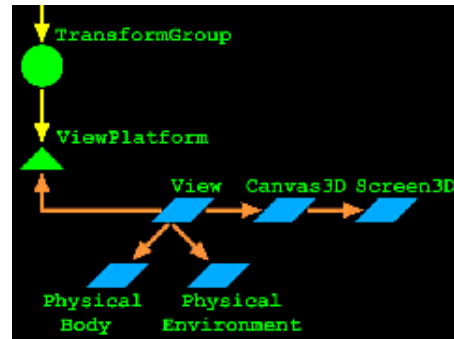 TransformGroup
ViewPlatform
View Canvas3D Screen3D
Physical Physical
Body Environment